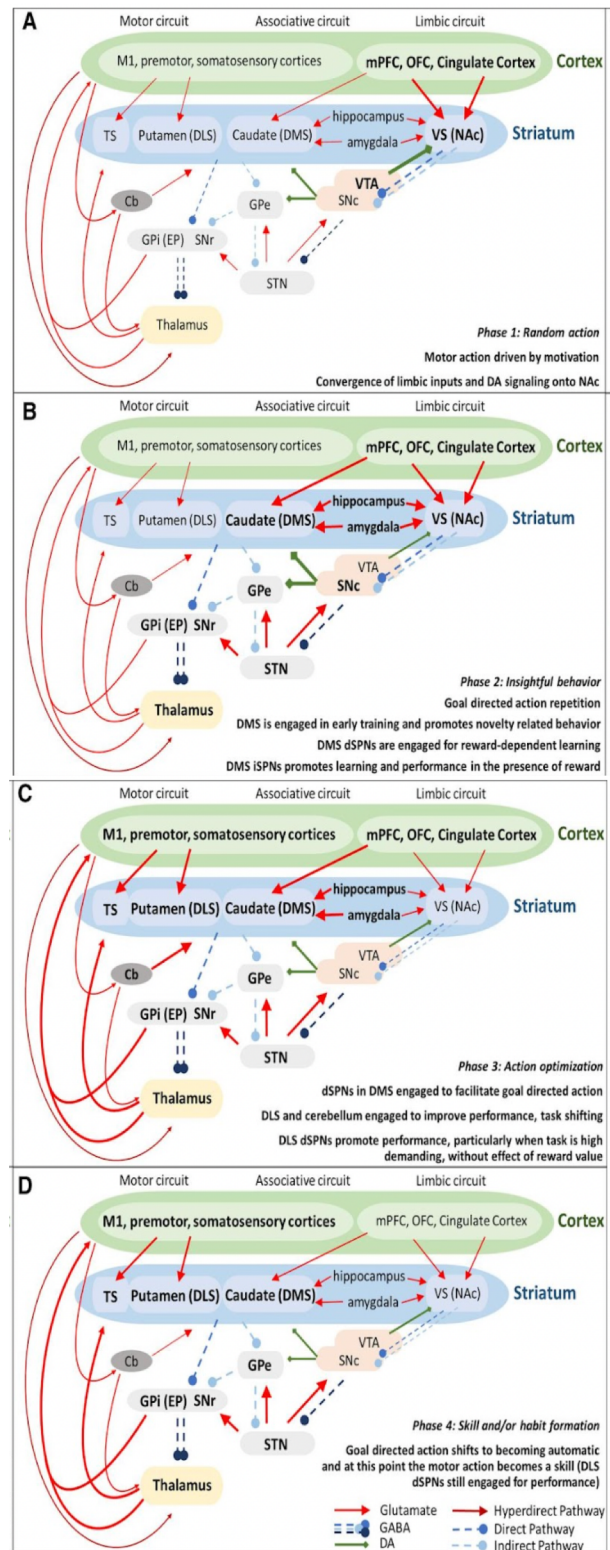 A
Motor circuit Associative circuit Limbic circuit
M1, premotor, somatosensory cortices mPFC, OFC, Cingulate Cortex Cortex
hippocampus
TS Putamen (DLS) Caudate (DMS) VS (NAc) Striatum
amygdala
VTA
Cb GPe SNc
GPi (EP) SNr
STN
Thalamus
Phase 1: Random action
Motor action driven by motivation
Convergence of limbic inputs and DA signaling onto NAc
B
Motor circuit Associative circuit Limbic circuit
M1, premotor, somatosensory cortices mPFC, OFC, Cingulate Cortex Cortex
hippocampus
TS Putamen (DLS) Caudate (DMS) VS (NAc) Striatum
amygdala
VTA
Cb GPe SNc
GPi (EP) SNr
STN
Thalamus
Phase 2: Insightful behavior
Goal directed action repetition
DMS is engaged in early training and promotes novelty related behavior
DMS dSPNs are engaged for reward-dependent learning
DMS iSPNs promotes learning and performance in the presence of reward
C
Motor circuit Associative circuit Limbic circuit
M1, premotor, somatosensory cortices mPFC, OFC, Cingulate Cortex Cortex
hippocampus
TS Putamen (DLS) Caudate (DMS) VS (NAc) Striatum
amygdala
VTA
Cb GPe SNc
GPi (EP) SNr
STN
Thalamus
Phase 3: Action optimization
dSPNs in DMS engaged to facilitate goal directed action
DLS and cerebellum engaged to improve performance, task shifting
DLS dSPNs promote performance, particularly when task is high
demanding, without effect of reward value
D
Motor circuit Associative circuit Limbic circuit
M1, premotor, somatosensory cortices mPFC, OFC, Cingulate Cortex Cortex
hippocampus
TS Putamen (DLS) Caudate (DMS) VS (NAc) Striatum
amygdala
VTA
Cb GPe SNc
GPi (EP) SNr
STN
Thalamus
Phase 4: Skill and/or habit formation
Goal directed action shifts to becoming automatic
and at this point the motor action becomes a skill (DLS
dSPNs still engaged for performance)
Glutamate Hyperdirect Pathway
GABA Direct Pathway
DA Indirect Pathway